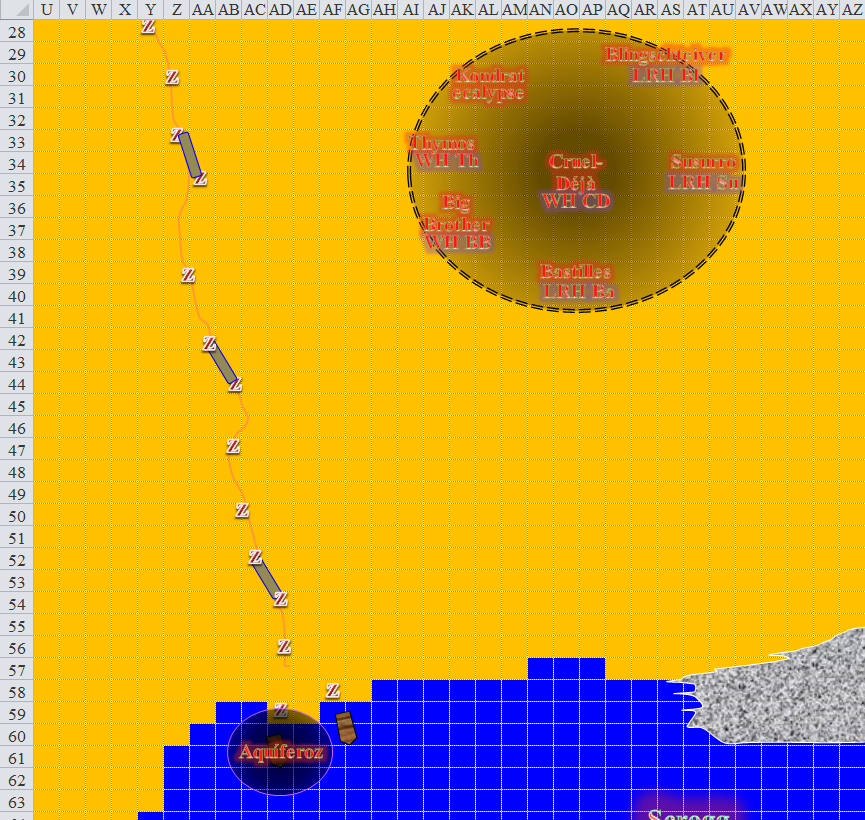 U V W X Y Z AA AB AC AD AE AF AG AH AI AJ AK AL AM AN AO AP AQ AR AS AT AU AV AW AX AY AZ
28
29
30
31
32
33
34
35
36
37
38
39
40
41
42
43
44
45
46
47
48
49
50
51
52
53
54
55
56
57
58
59
60
61
62
63
Z
Z
Z
Z
Z
Z
Z
Z
Z
Z
Z
Z
Z
Z
Kondrat
écalypse
LRH Bl
Thymos
WH Th
Cruel-
Déjà
WH CD
Susurro
LRH Su
Big
Brother
WH BB
Bastilles
LRH Ba
Aquíferoz